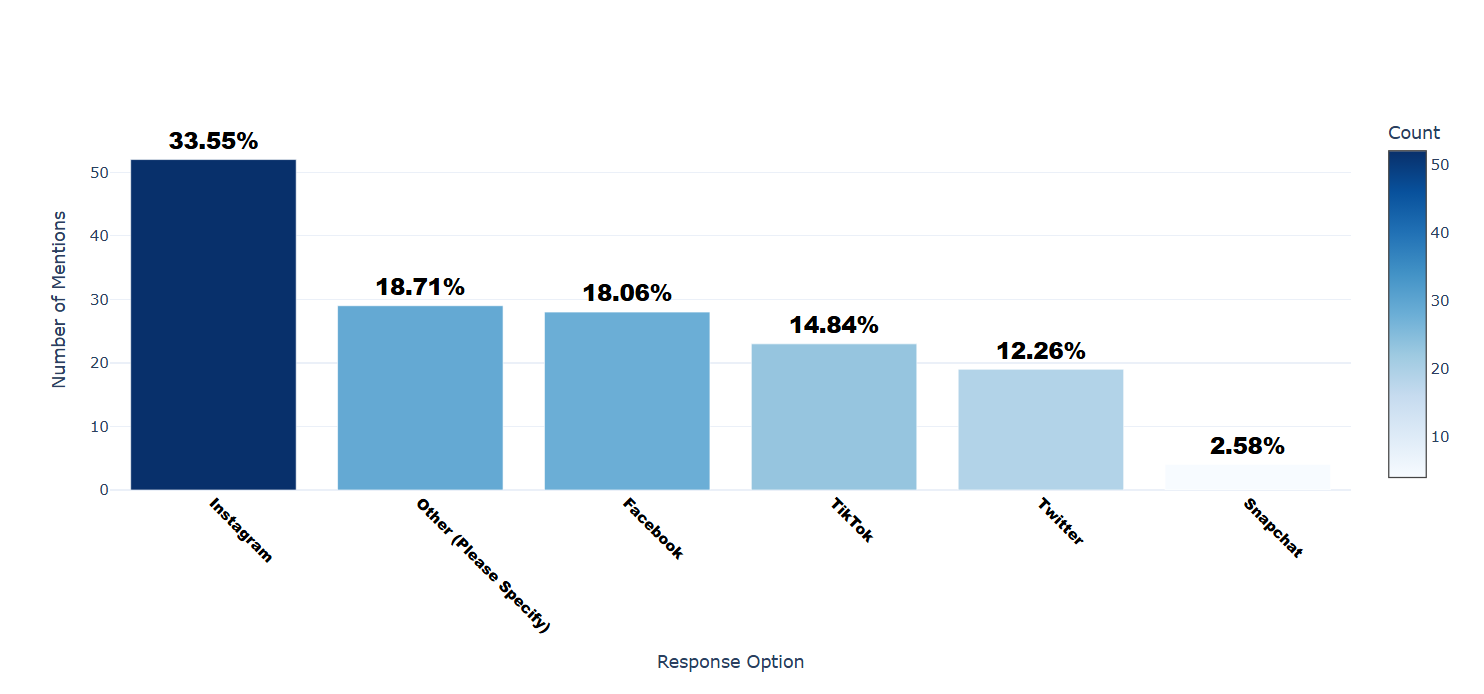 33.55%
18.71%
18.06%
14.84%
12.26%
2.58%
Number of Mentions
50
40
30
20
10
0
Instagram
Other (Please Specify)
Facebook
TikTok
Twitter
Snapchat
Response Option
Count
50
40
30
20
10